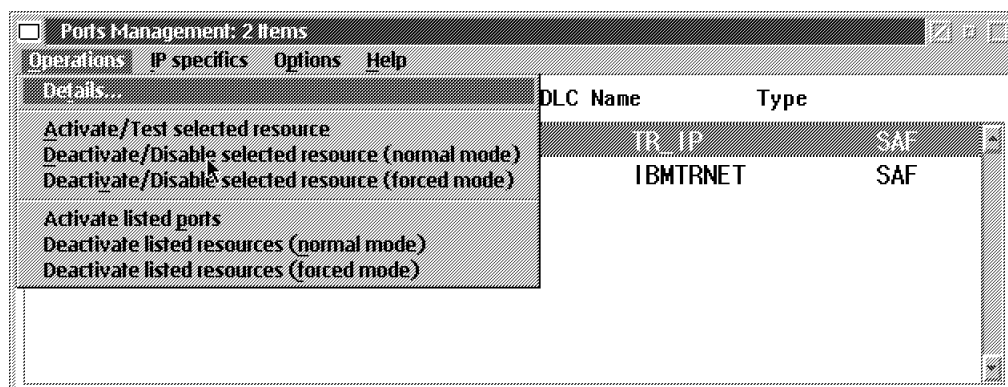 Ports Management: 2 Items
Operations IP specifics Options Help
Details...
DLC Name Type
Activate/Test selected resource
TR_IP SAF
Deactivate/Disable selected resource (normal mode)
Deactivate/Disable selected resource (forced mode)
IBMTRNET SAF
Activate listed ports
Deactivate listed resources (normal mode)
Deactivate listed resources (forced mode)